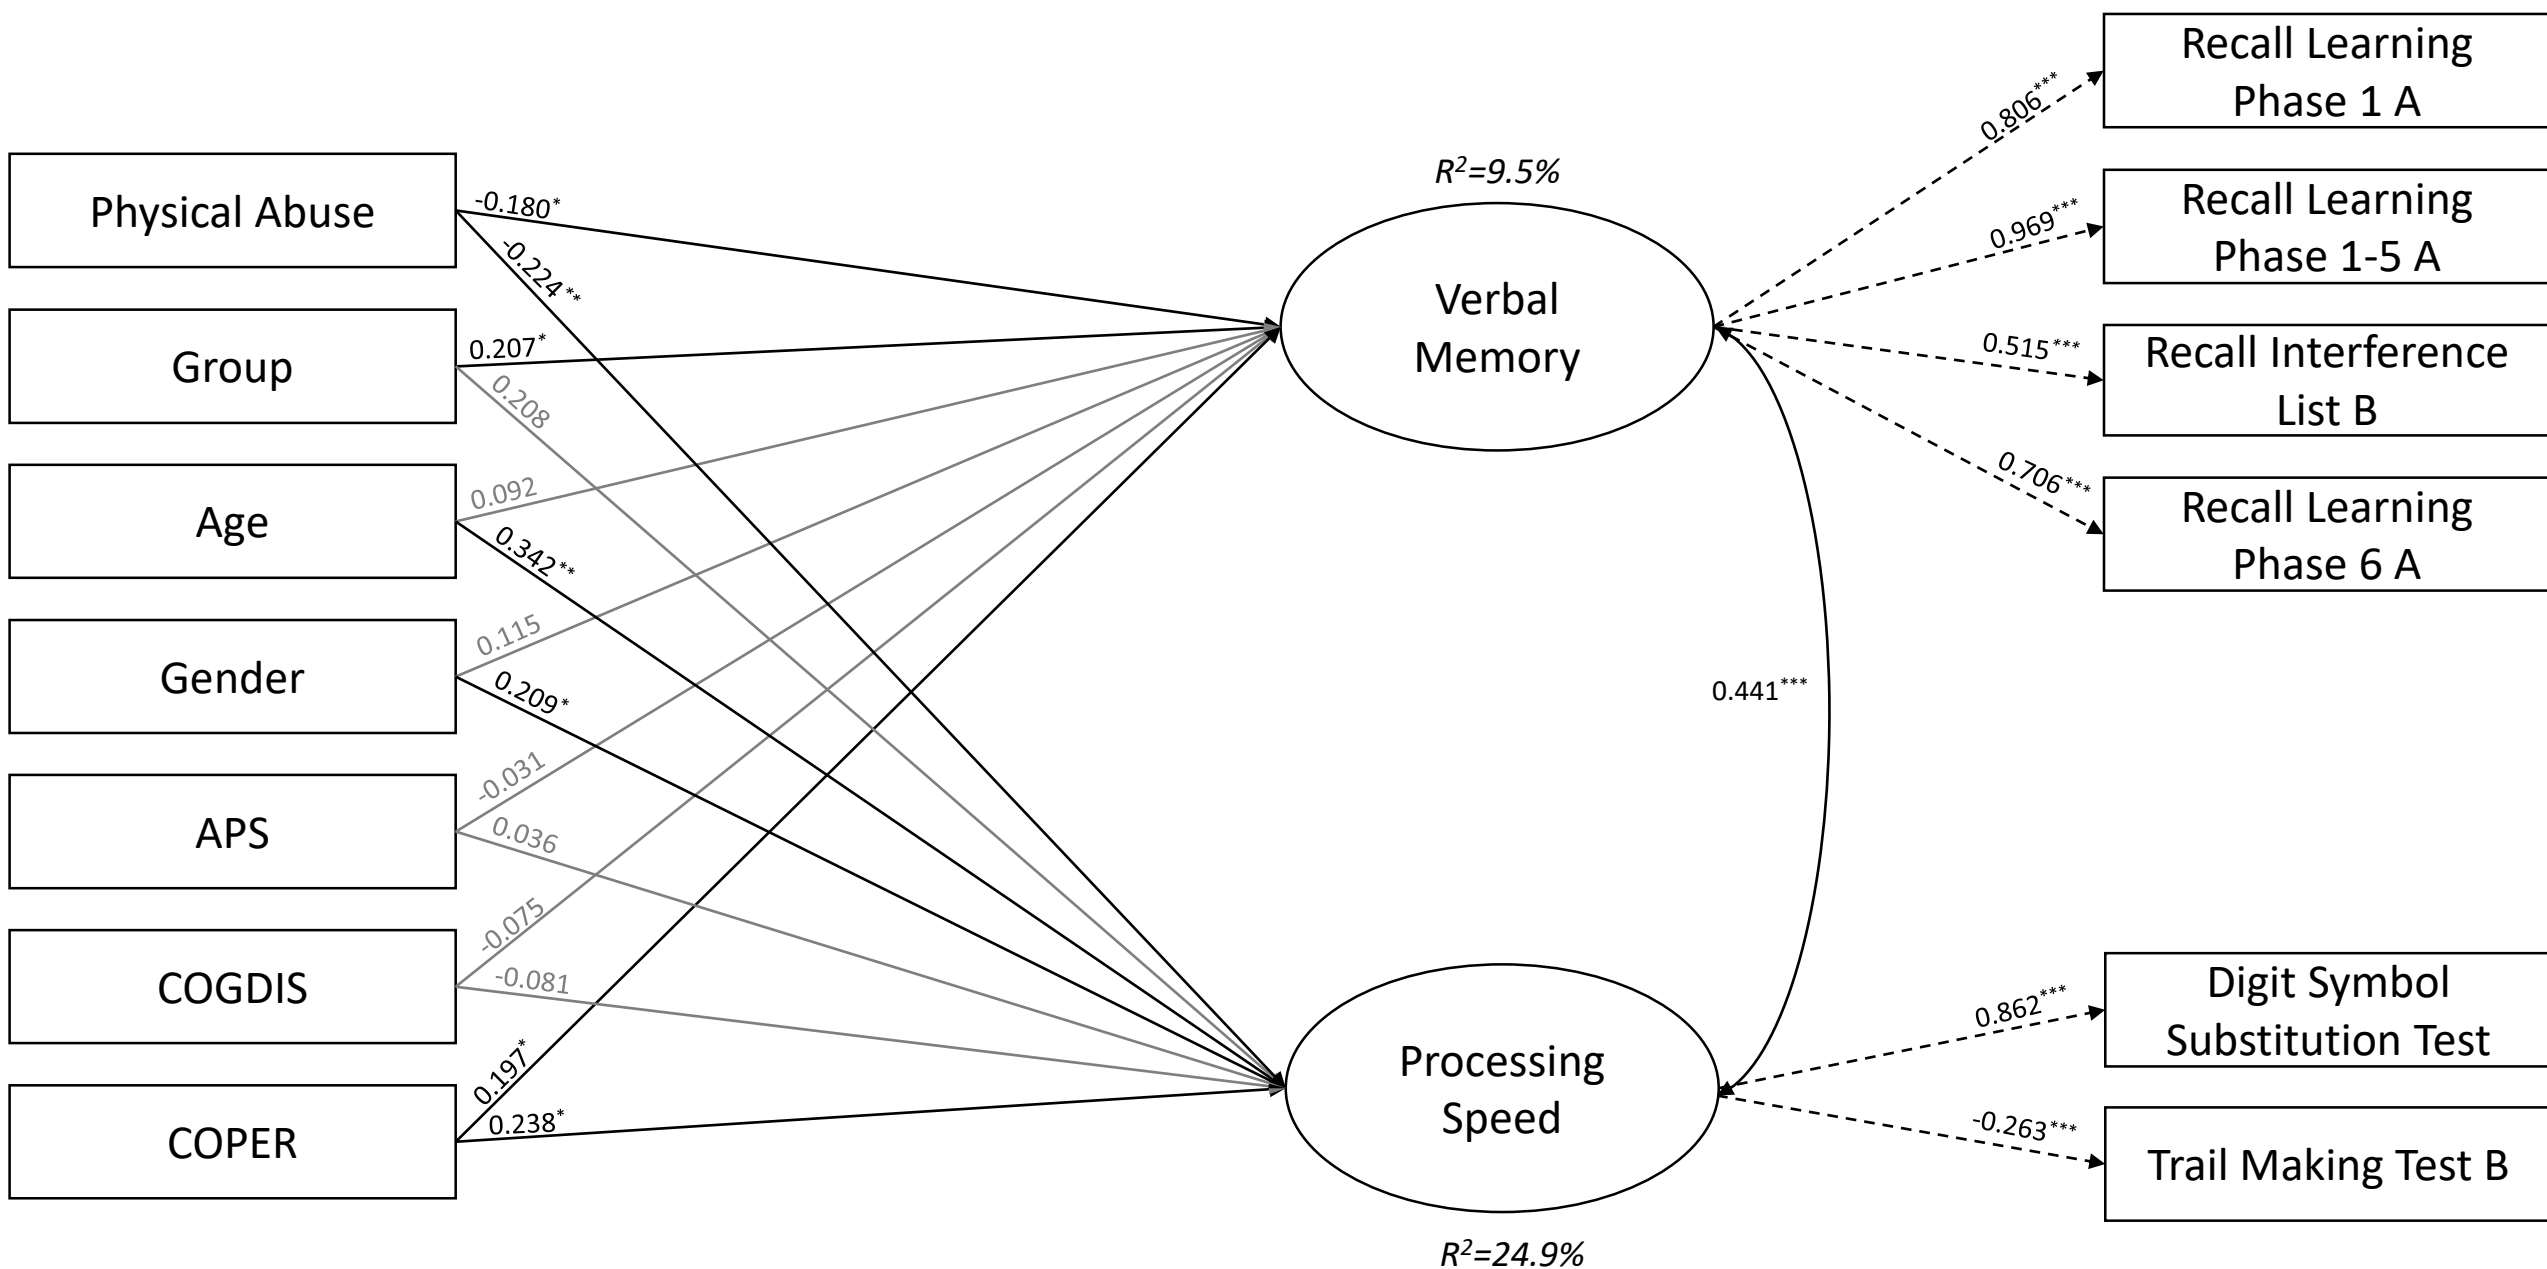 Physical Abuse
Group
Age
Gender
APS
COGDIS
COPER
-0.180*
-0.224**
0.207*
0.208
0.092
0.342**
0.115
0.209*
-0.031
0.036
-0.075
-0.081
0.197*
0.238*
R²=9.5%
Verbal
Memory
Processing
Speed
R²=24.9%
0.441***
0.806***
0.969***
0.515***
0.706***
0.862***
-0.263***
Recall Learning
Phase 1 A
Recall Learning
Phase 1-5 A
Recall Interference
List B
Recall Learning
Phase 6 A
Digit Symbol
Substitution Test
Trail Making Test B